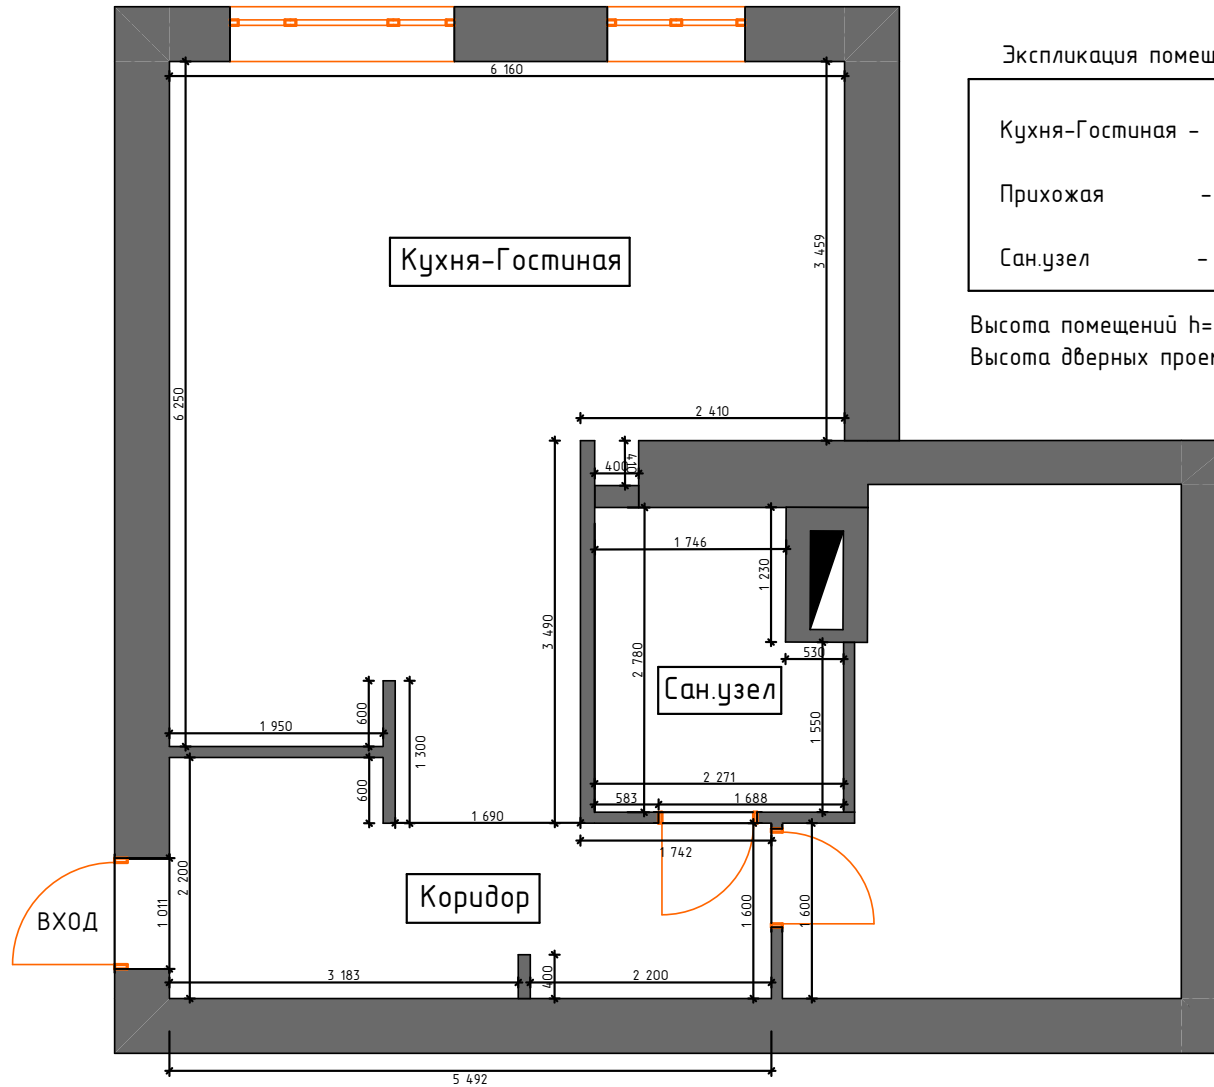 Экспликация помещ
6 160
Кухня-Гостиная -
Прихожая -
Сан.узел -
Кухня-Гостиная
3 459
Высота помещений h=
Высота дверных проем
6 250
2 410
400
410
1 746
1 230
3 490
2 780
530
Сан.узел
1 950
600
1 300
1 550
600
2 271
583
1 688
1 690
1 742
2 200
Коридор
1 011
ВХОД
1 600
1 600
3 183
400
2 200
5 492